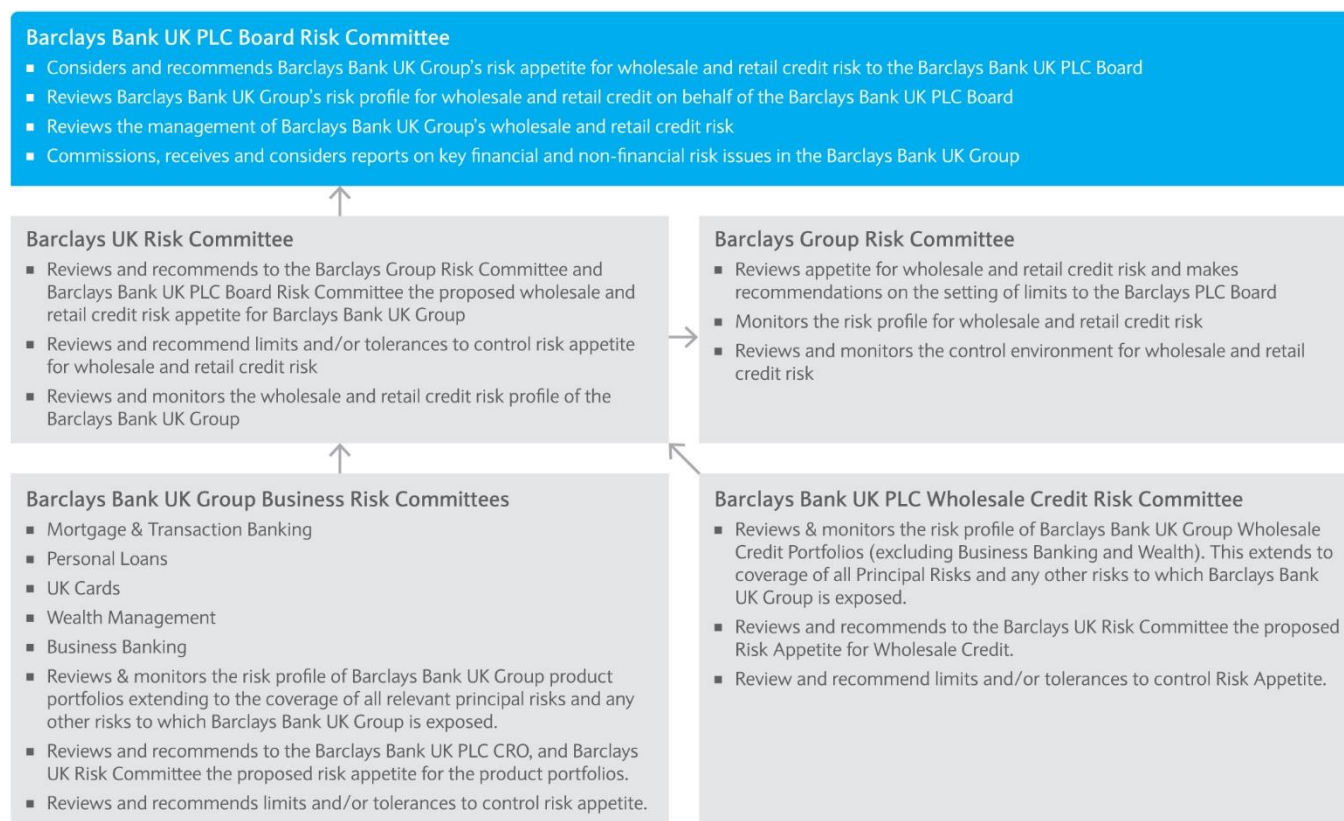 Barclays Bank UK PLC Board Risk Committee
▪ Considers and recommends Barclays Bank UK Group's risk appetite for wholesale and retail credit risk to the Barclays Bank UK PLC Board
▪ Reviews Barclays Bank UK Group's risk profile for wholesale and retail credit on behalf of the Barclays Bank UK PLC Board
▪ Reviews the management of Barclays Bank UK Group's wholesale and retail credit risk
▪ Commissions, receives and considers reports on key financial and non-financial risk issues in the Barclays Bank UK Group
Barclays UK Risk Committee
▪ Reviews and recommends to the Barclays Group Risk Committee and
Barclays Bank UK PLC Board Risk Committee the proposed wholesale and
retail credit risk appetite for Barclays Bank UK Group
▪ Reviews and recommend limits and/or tolerances to control risk appetite
for wholesale and retail credit risk
▪ Reviews and monitors the wholesale and retail credit risk profile of the
Barclays Bank UK Group
Barclays Group Risk Committee
▪ Reviews appetite for wholesale and retail credit risk and makes
recommendations on the setting of limits to the Barclays PLC Board
▪ Monitors the risk profile for wholesale and retail credit risk
▪ Reviews and monitors the control environment for wholesale and retail
credit risk
Barclays Bank UK Group Business Risk Committees
▪ Mortgage & Transaction Banking
▪ Personal Loans
▪ UK Cards
▪ Wealth Management
▪ Business Banking
▪ Reviews & monitors the risk profile of Barclays Bank UK Group product
portfolios extending to the coverage of all relevant principal risks and any
other risks to which Barclays Bank UK Group is exposed.
▪ Reviews and recommends to the Barclays Bank UK PLC CRO, and Barclays
UK Risk Committee the proposed risk appetite for the product portfolios.
▪ Reviews and recommends limits and/or tolerances to control risk appetite.
Barclays Bank UK PLC Wholesale Credit Risk Committee
▪ Reviews & monitors the risk profile of Barclays Bank UK Group Wholesale
Credit Portfolios (excluding Business Banking and Wealth). This extends to
coverage of all Principal Risks and any other risks to which Barclays Bank
UK Group is exposed.
▪ Reviews and recommends to the Barclays UK Risk Committee the proposed
Risk Appetite for Wholesale Credit.
▪ Review and recommend limits and/or tolerances to control Risk Appetite.